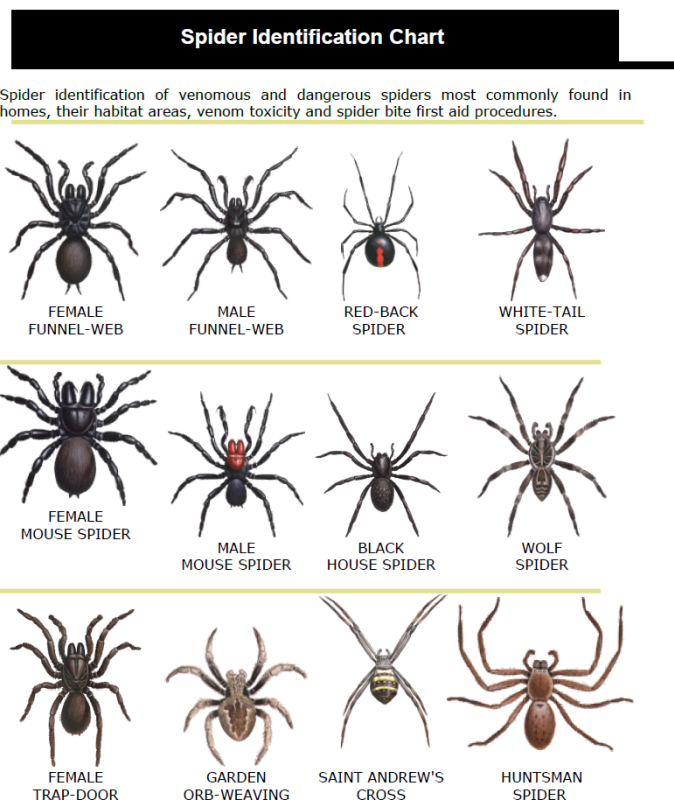 Spider Identification Chart
Spider identification of venomous and dangerous spiders most commonly found in
homes, their habitat areas, venom toxicity and spider bite first aid procedures.
FEMALE
FUNNEL-WEB
MALE
FUNNEL-WEB
RED-BACK
SPIDER
WHITE-TAIL
SPIDER
FEMALE
MOUSE SPIDER
MALE
MOUSE SPIDER
BLACK
HOUSE SPIDER
WOLF
SPIDER
FEMALE
TRAP-DOOR
GARDEN
ORB-WEAVING
SAINT ANDREW'S
CROSS
HUNTSMAN
SPIDER